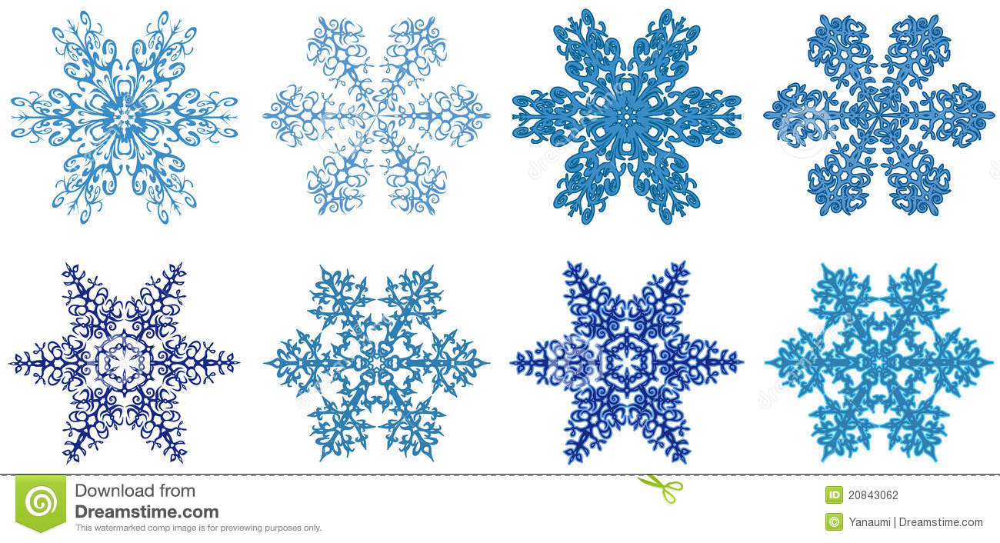 Download from
Dreamstime.com
This watermarked comp image is for previewing purposes only.
ID 20843062
© Yanaumi | Dreamstime.com